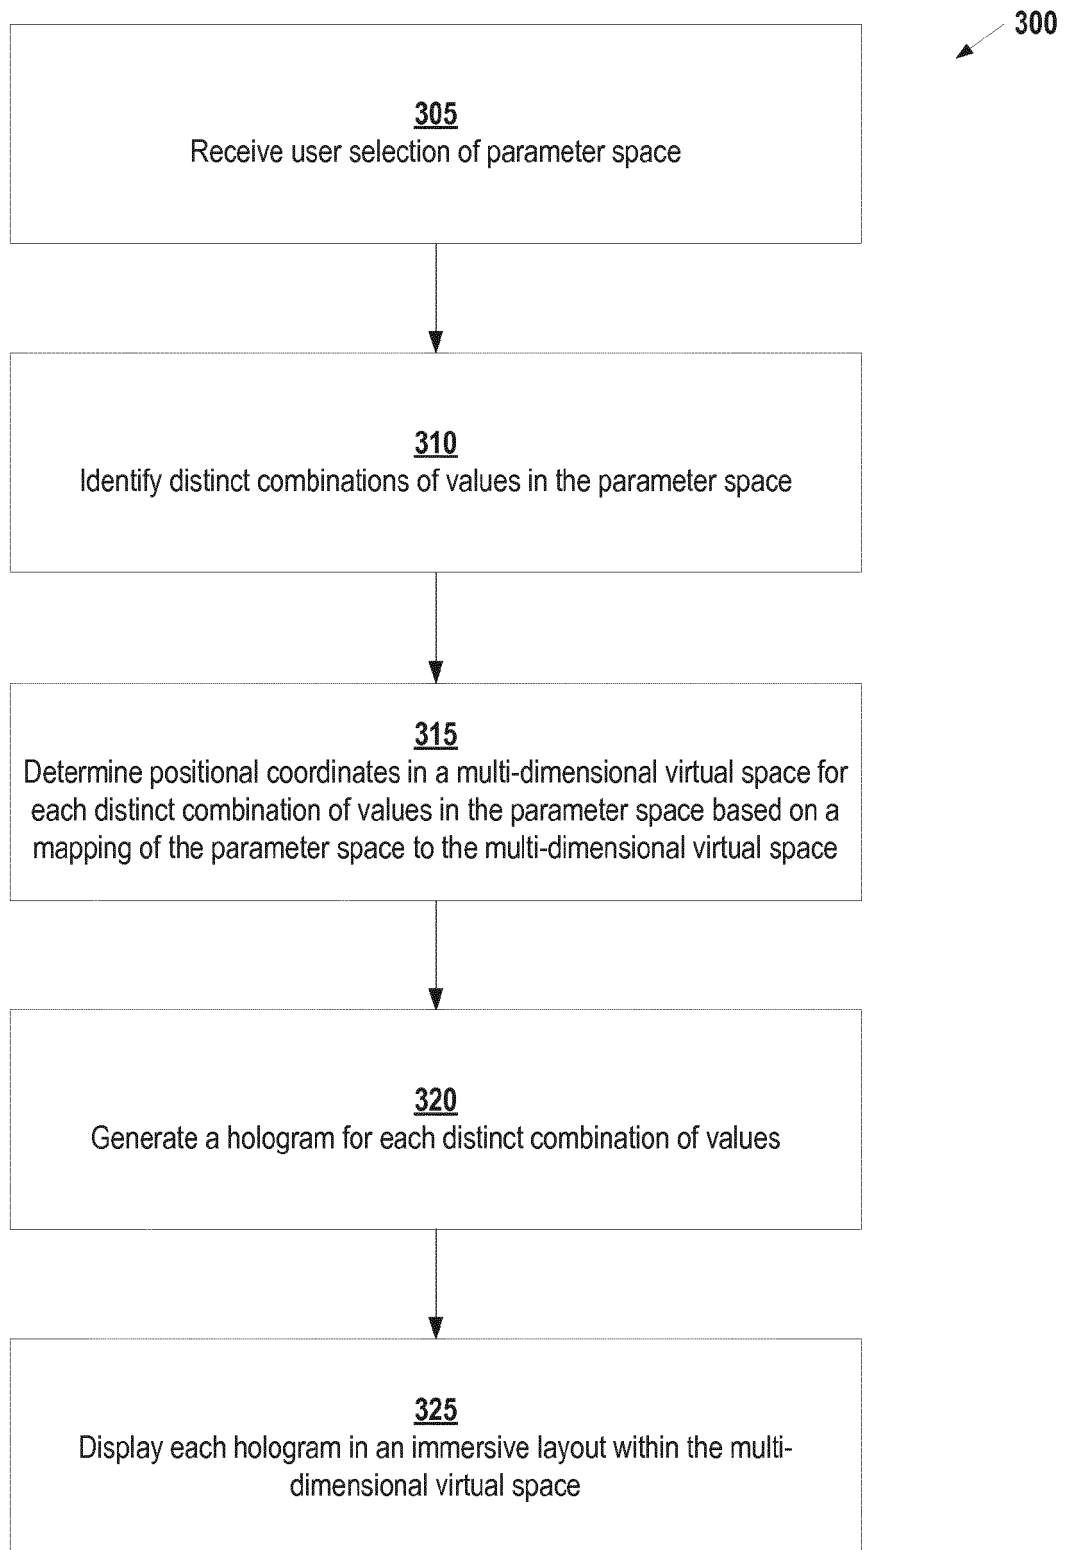 300
305
Receive user selection of parameter space
310
Identify distinct combinations of values in the parameter space
315
Determine positional coordinates in a multi-dimensional virtual space for
each distinct combination of values in the parameter space based on a
mapping of the parameter space to the multi-dimensional virtual space
320
Generate a hologram for each distinct combination of values
325
Display each hologram in an immersive layout within the multi-
dimensional virtual space